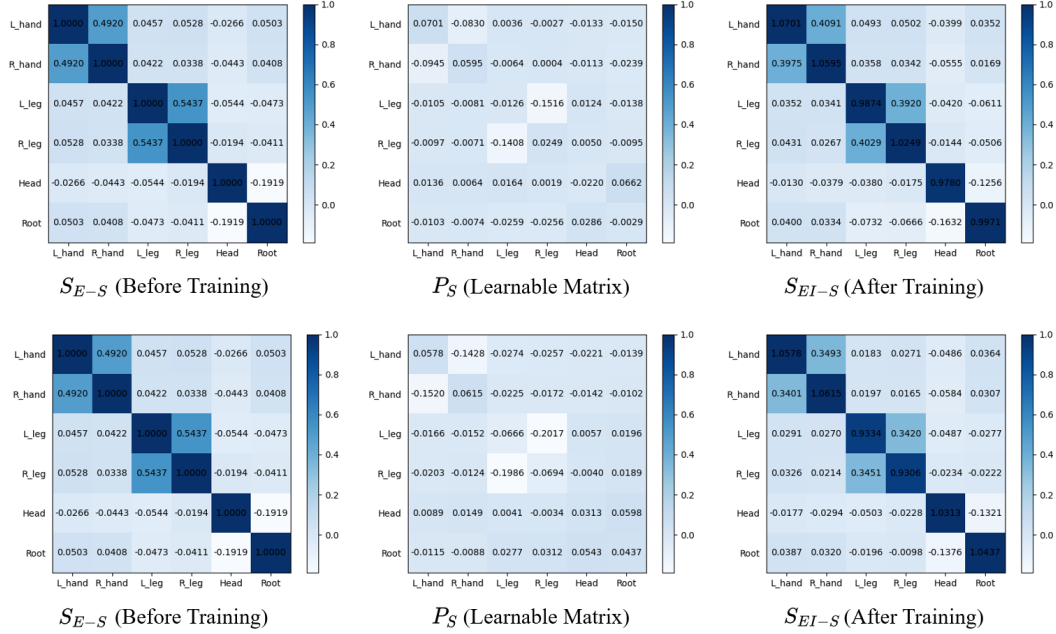 L_hand 1.0000 0.4920 0.0457 0.0528 -0.0266 0.0503
R_hand 0.4920 1.0000 0.0422 0.0338 -0.0443 0.0408
L_leg 0.0457 0.0422 1.0000 0.5437 -0.0544 -0.0473
R_leg 0.0528 0.0338 0.5437 1.0000 -0.0194 -0.0411
Head -0.0266 -0.0443 -0.0544 -0.0194 1.0000 -0.1919
Root 0.0503 0.0408 -0.0473 -0.0411 -0.1919 1.0000
L_hand R_hand L_leg R_leg Head Root
1.0
0.8
0.6
0.4
0.2
0.0
S_{E-S} (Before Training)
L_hand 0.0701 -0.0830 0.0036 -0.0027 -0.0133 -0.0150
R_hand -0.0945 0.0595 -0.0064 0.0004 -0.0113 -0.0239
L_leg -0.0105 -0.0081 -0.0126 -0.1516 0.0124 -0.0138
R_leg -0.0097 -0.0071 -0.1408 0.0249 0.0050 -0.0095
Head 0.0136 0.0064 0.0164 0.0019 -0.0220 0.0662
Root -0.0103 -0.0074 -0.0259 -0.0256 0.0286 -0.0029
L_hand R_hand L_leg R_leg Head Root
1.0
0.8
0.6
0.4
0.2
0.0
P_S (Learnable Matrix)
L_hand 1.0701 0.4091 0.0493 0.0502 -0.0399 0.0352
R_hand 0.3975 1.0595 0.0358 0.0342 -0.0555 0.0169
L_leg 0.0352 0.0341 0.9874 0.3920 -0.0420 -0.0611
R_leg 0.0431 0.0267 0.4029 1.0249 -0.0144 -0.0506
Head -0.0130 -0.0379 -0.0380 -0.0175 0.9780 -0.1256
Root 0.0400 0.0334 -0.0732 -0.0666 -0.1632 0.9971
L_hand R_hand L_leg R_leg Head Root
1.0
0.8
0.6
0.4
0.2
0.0
S_{EI-S} (After Training)
L_hand 1.0000 0.4920 0.0457 0.0528 -0.0266 0.0503
R_hand 0.4920 1.0000 0.0422 0.0338 -0.0443 0.0408
L_leg 0.0457 0.0422 1.0000 0.5437 -0.0544 -0.0473
R_leg 0.0528 0.0338 0.5437 1.0000 -0.0194 -0.0411
Head -0.0266 -0.0443 -0.0544 -0.0194 1.0000 -0.1919
Root 0.0503 0.0408 -0.0473 -0.0411 -0.1919 1.0000
L_hand R_hand L_leg R_leg Head Root
1.0
0.8
0.6
0.4
0.2
0.0
S_{E-S} (Before Training)
L_hand 0.0578 -0.1428 -0.0274 -0.0257 -0.0221 -0.0139
R_hand -0.1520 0.0615 -0.0225 -0.0172 -0.0142 -0.0102
L_leg -0.0166 -0.0152 -0.0666 -0.2017 0.0057 0.0196
R_leg -0.0203 -0.0124 -0.1986 -0.0694 -0.0040 0.0189
Head 0.0089 0.0149 0.0041 -0.0034 0.0313 0.0598
Root -0.0115 -0.0088 0.0277 0.0312 0.0543 0.0437
L_hand R_hand L_leg R_leg Head Root
1.0
0.8
0.6
0.4
0.2
0.0
P_S (Learnable Matrix)
L_hand 1.0578 0.3493 0.0183 0.0271 -0.0486 0.0364
R_hand 0.3401 1.0615 0.0197 0.0165 -0.0584 0.0307
L_leg 0.0291 0.0270 0.9334 0.3420 -0.0487 -0.0277
R_leg 0.0326 0.0214 0.3451 0.9306 -0.0234 -0.0222
Head -0.0177 -0.0294 -0.0503 -0.0228 1.0313 -0.1321
Root 0.0387 0.0320 -0.0196 -0.0098 -0.1376 1.0437
L_hand R_hand L_leg R_leg Head Root
1.0
0.8
0.6
0.4
0.2
0.0
S_{EI-S} (After Training)